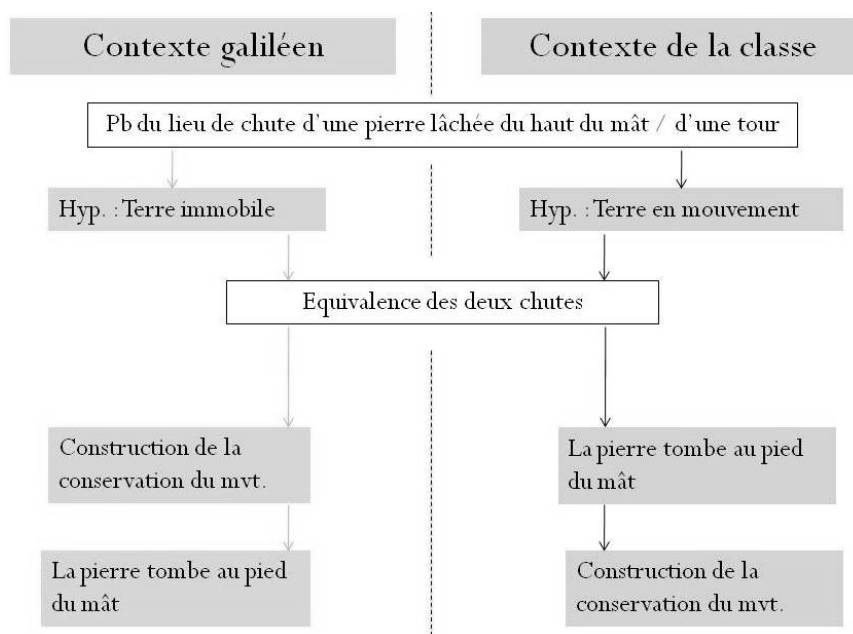 Contexte galiléen
Contexte de la classe
Pb du lieu de chute d'une pierre lâchée du haut du mât / d'une tour
Hyp. : Terre immobile
Hyp. : Terre en mouvement
Equivalence des deux chutes
Construction de la
conservation du mvt.
La pierre tombe au pied
du mât
La pierre tombe au pied
du mât
Construction de la
conservation du mvt.